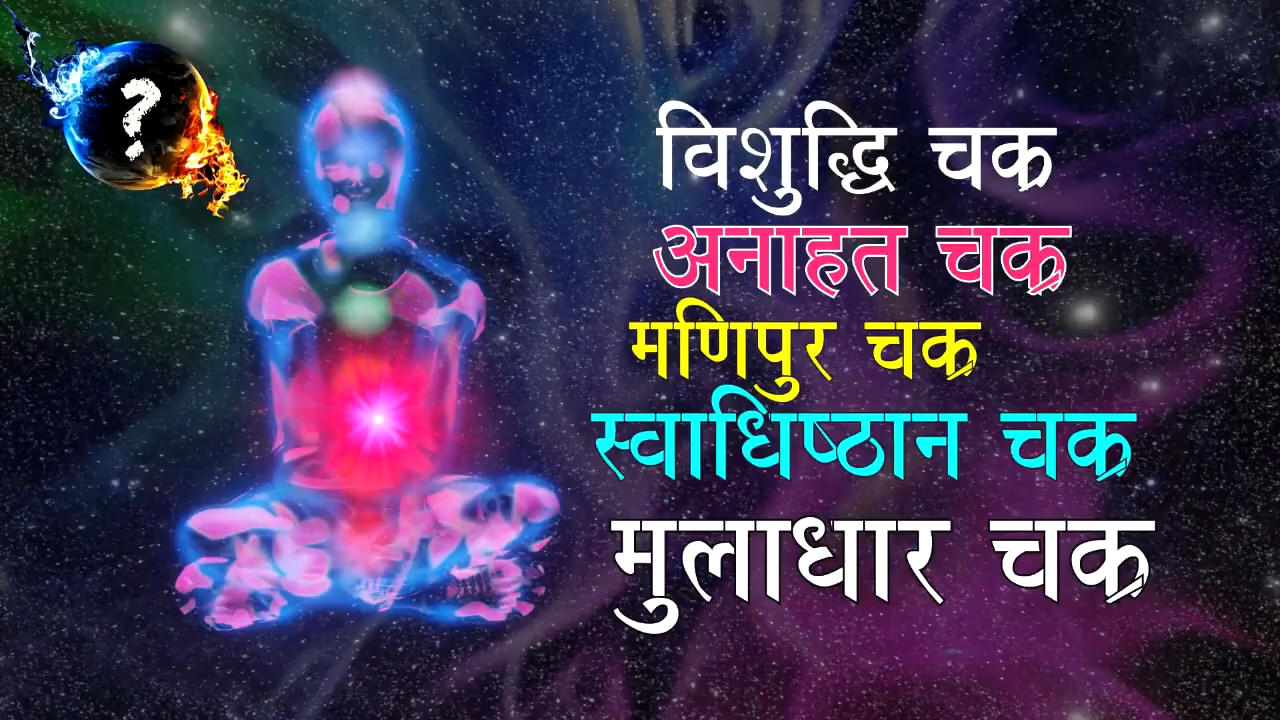 ?
विशुद्धि चक्र
अनाहत चक्र
मणिपुर चक्र
स्वाधिष्ठान चक्र
मुलाधार चक्र